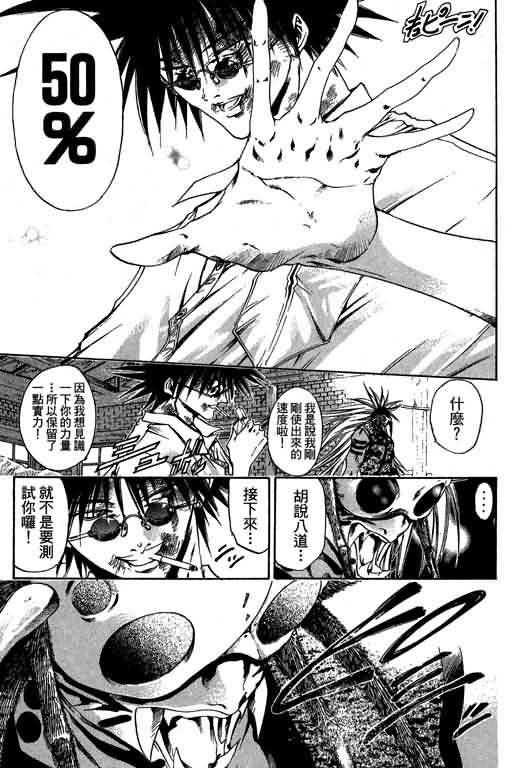 50
%
什麼?
我是說我剛
剛使出來的
速度啦!
因為我想見識
一下你的力量
…所以保留了
一點實力!
……
胡說八道…
接下來…
就不是要測
試你囉!